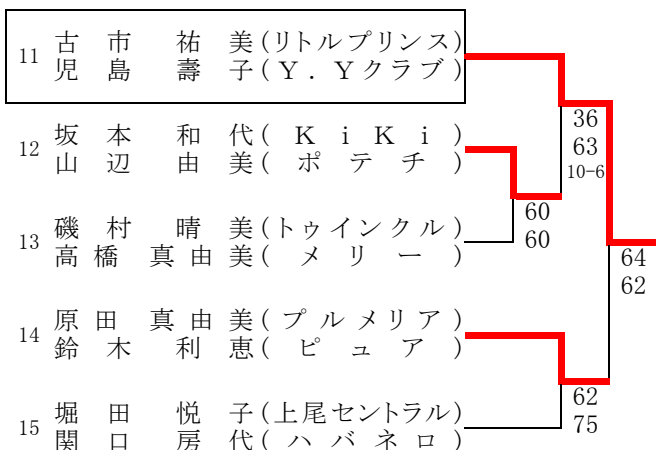 11 古市祐美(リトルプリンス)
児島壽子(Y.Yクラブ)
36
63
10-6
12 坂本和代(KiKi)
山辺由美(ポテチ)
60
60
13 磯村晴美(トゥインクル)
高橋真由美(メリー)
64
62
14 原田真由美(プルメリア)
鈴木利恵(ピュア)
62
75
15 堀田悦子(上尾セントラル)
関口房代(ハバネロ)